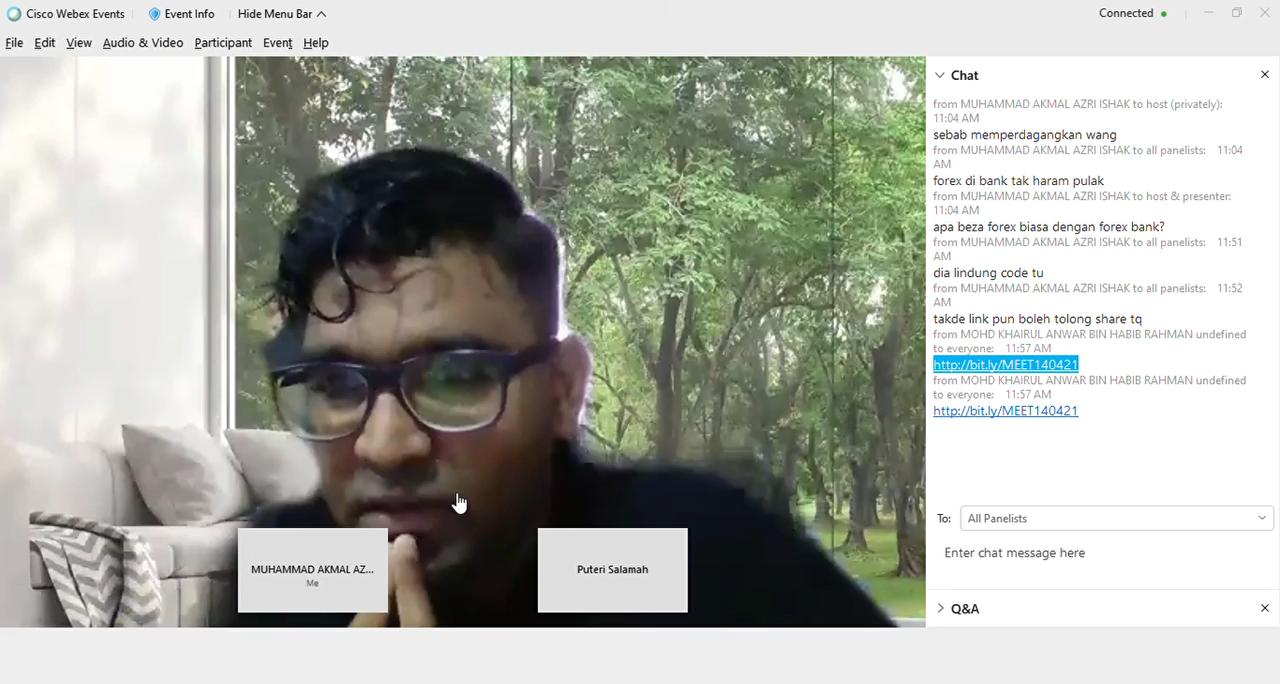 Cisco Webex Events
Event Info
Hide Menu Bar
Connected
File Edit View Audio & Video Participant Event Help
Chat
from MUHAMMAD AKMAL AZRI ISHAK to host (privately):
11:04 AM
sebab memperdagangkan wang
from MUHAMMAD AKMAL AZRI ISHAK to all panelists: 11:04
AM
forex di bank tak haram pulak
from MUHAMMAD AKMAL AZRI ISHAK to host & presenter:
11:04 AM
apa beza forex biasa dengan forex bank?
from MUHAMMAD AKMAL AZRI ISHAK to all panelists: 11:51
AM
dia lindung code tu
from MUHAMMAD AKMAL AZRI ISHAK to all panelists: 11:52
AM
takde link pun boleh tolong share tq
from MOHD KHAIRUL ANWAR BIN HABIB RAHMAN undefined
to everyone: 11:57 AM
http://bit.ly/MEET140421
from MOHD KHAIRUL ANWAR BIN HABIB RAHMAN undefined
to everyone: 11:57 AM
http://bit.ly/MEET140421
To: All Panelists
Enter chat message here
Q&A
MUHAMMAD AKMAL AZ...
Me
Puteri Salamah